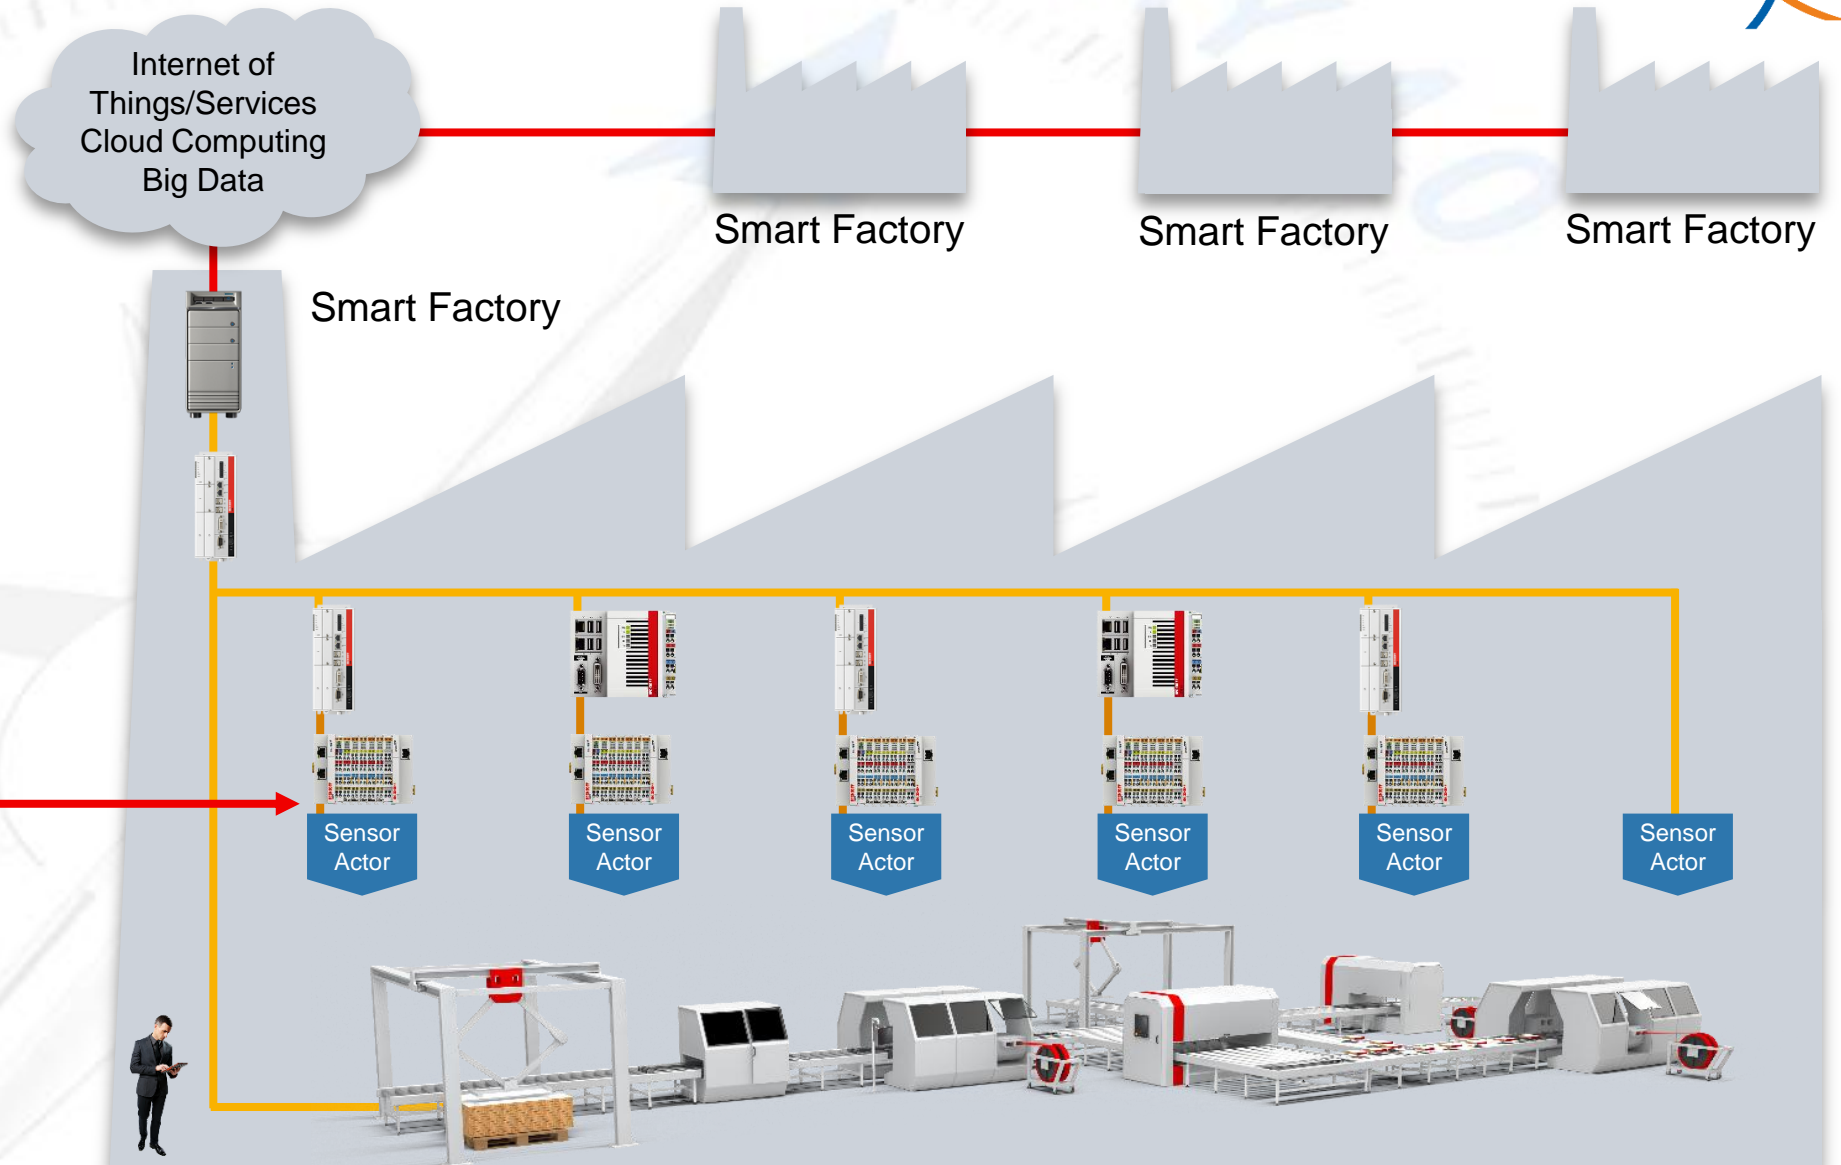 Internet of
Things/Services
Cloud Computing
Big Data
Smart Factory
Smart Factory
Smart Factory
Smart Factory
Sensor
Actor
Sensor
Actor
Sensor
Actor
Sensor
Actor
Sensor
Actor
Sensor
Actor